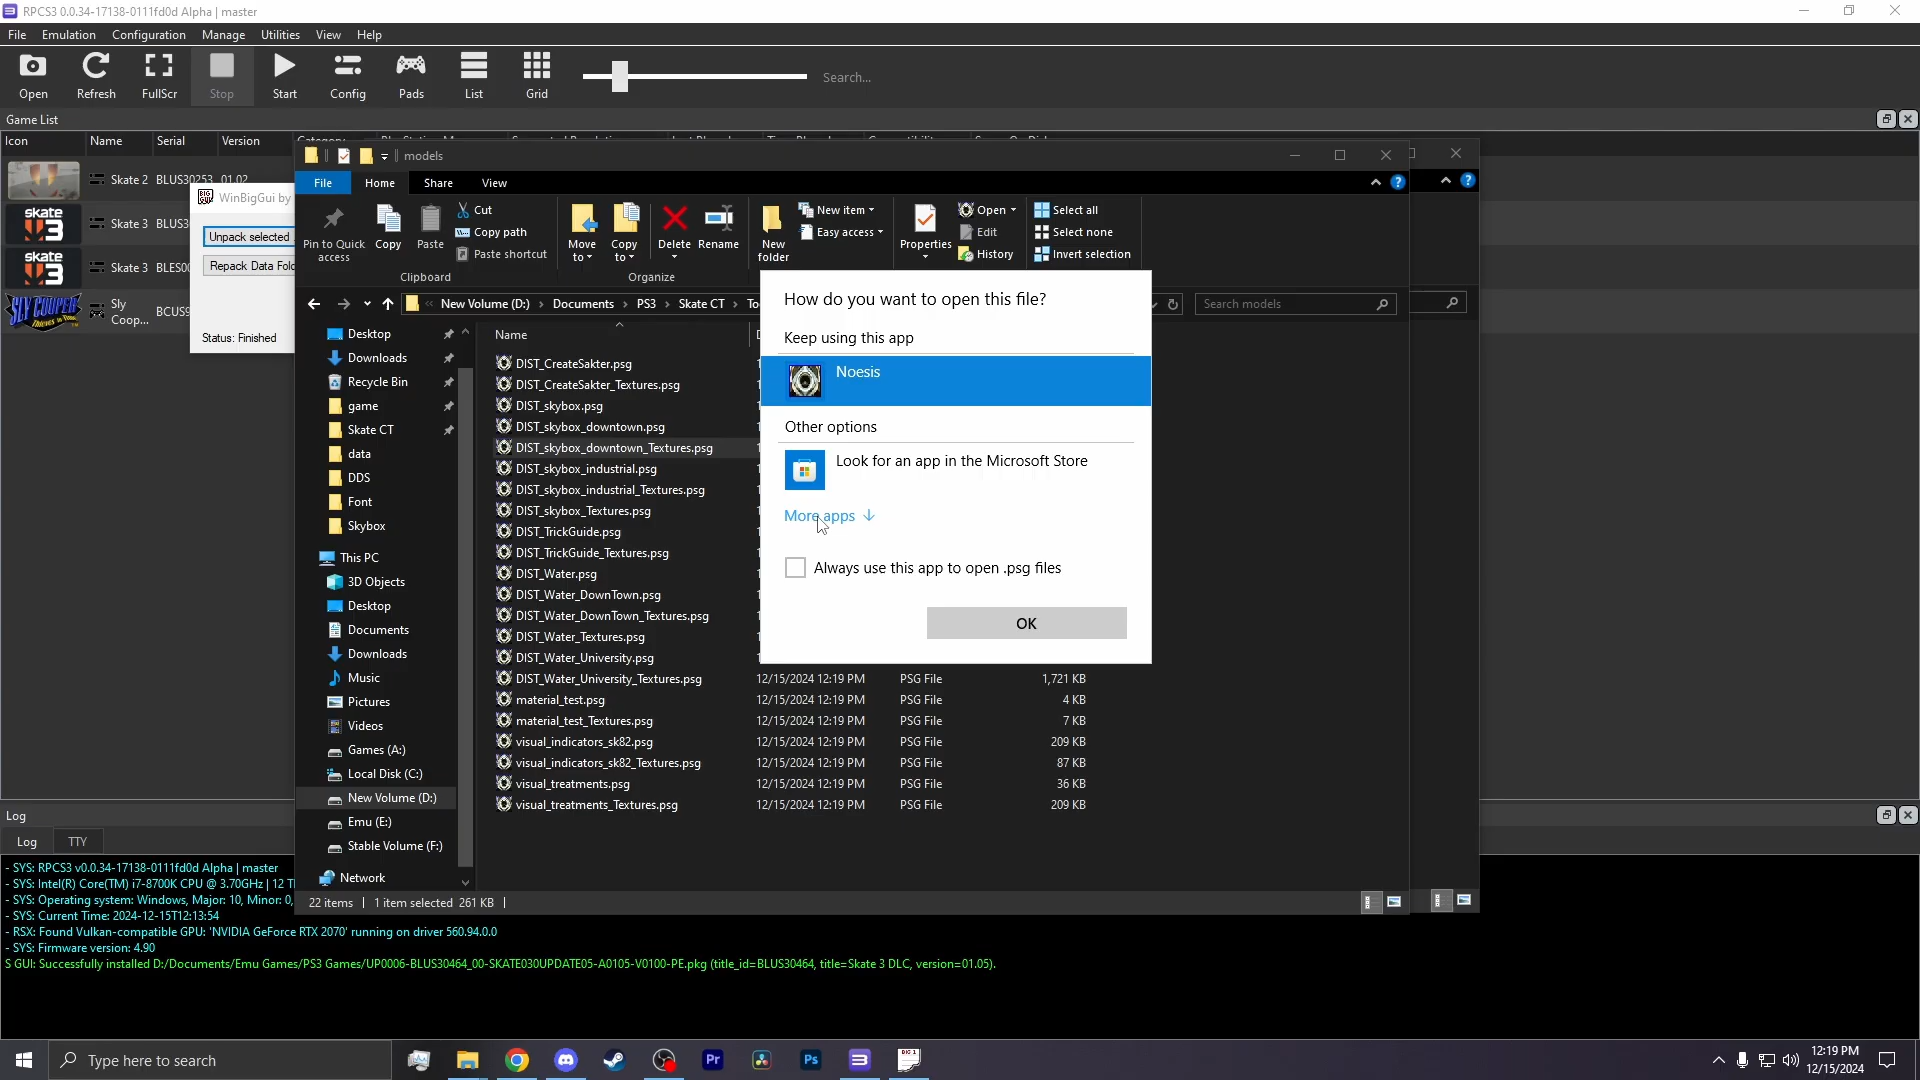 RPCS3 0.0.34-17138-0111fd0d Alpha | master
File Emulation Configuration Manage Utilities View Help
Open Refresh FullScr Stop Start Config Pads List Grid Search...
Game List
Icon Name Serial Version
Skate 2 BLUS30253 01.02
skate 3
Skate 3
skate 3
Skate 3
SLY COOPER
Sly
Coop...
WinBigGui by
Unpack selected
Repack Data Fold
Status: Finished
models
File Home Share View
Pin to Quick
access
Copy
Paste
Cut
Copy path
Paste shortcut
Clipboard
Move
to
Copy
to
Delete
Rename
Organize
New
folder
New item
Easy access
Properties
Open
Edit
History
Select all
Select none
Invert selection
New Volume (D:) Documents PS3 Skate CT To
Search models
Desktop
Downloads
Recycle Bin
game
Skate CT
data
DDS
Font
Skybox
This PC
3D Objects
Desktop
Documents
Downloads
Music
Pictures
Videos
Games (A:)
Local Disk (C:)
New Volume (D:)
Emu (E:)
Stable Volume (F:)
Network
Name
DIST_CreateSakter.psg
DIST_CreateSakter_Textures.psg
DIST_skybox.psg
DIST_skybox_downtown.psg
DIST_skybox_downtown_Textures.psg
DIST_skybox_industrial.psg
DIST_skybox_industrial_Textures.psg
DIST_skybox_Textures.psg
DIST_TrickGuide.psg
DIST_TrickGuide_Textures.psg
DIST_Water.psg
DIST_Water_DownTown.psg
DIST_Water_DownTown_Textures.psg
DIST_Water_Textures.psg
DIST_Water_University.psg
DIST_Water_University_Textures.psg 12/15/2024 12:19 PM PSG File 1,721 KB
material_test.psg 12/15/2024 12:19 PM PSG File 4 KB
material_test_Textures.psg 12/15/2024 12:19 PM PSG File 7 KB
visual_indicators_sk82.psg 12/15/2024 12:19 PM PSG File 209 KB
visual_indicators_sk82_Textures.psg 12/15/2024 12:19 PM PSG File 87 KB
visual_treatments.psg 12/15/2024 12:19 PM PSG File 36 KB
visual_treatments_Textures.psg 12/15/2024 12:19 PM PSG File 209 KB
22 items 1 item selected 261 KB
How do you want to open this file?
Keep using this app
Noesis
Other options
Look for an app in the Microsoft Store
More apps
Always use this app to open .psg files
OK
Log
Log TTY
- SYS: RPCS3 v0.0.34-17138-0111fd0d Alpha | master
- SYS: Intel(R) Core(TM) i7-8700K CPU @ 3.70GHz | 12
- SYS: Operating system: Windows, Major: 10, Minor: 0,
- SYS: Current Time: 2024-12-15T12:13:54
- RSX: Found Vulkan-compatible GPU: 'NVIDIA GeForce RTX 2070' running on driver 560.94.0.0
- SYS: Firmware version: 4.90
S GUI: Successfully installed D:/Documents/Emu Games/PS3 Games/UP0006-BLUS30464_00-SKATE030UPDATE05-A0105-V0100-PE.pkg (title_id=BLUS30464, title=Skate 3 DLC, version=01.05).
Type here to search
12:19 PM
12/15/2024